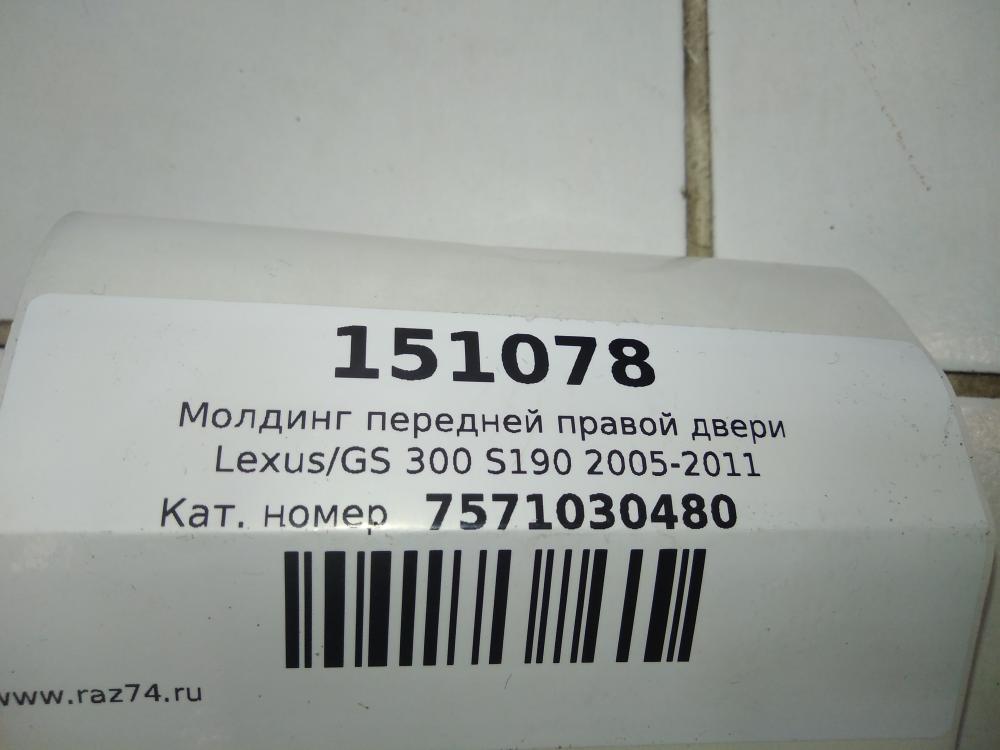 151078
Молдинг передней правой двери
Lexus/GS 300 S190 2005-2011
Кат. номер 7571030480
www.raz74.ru